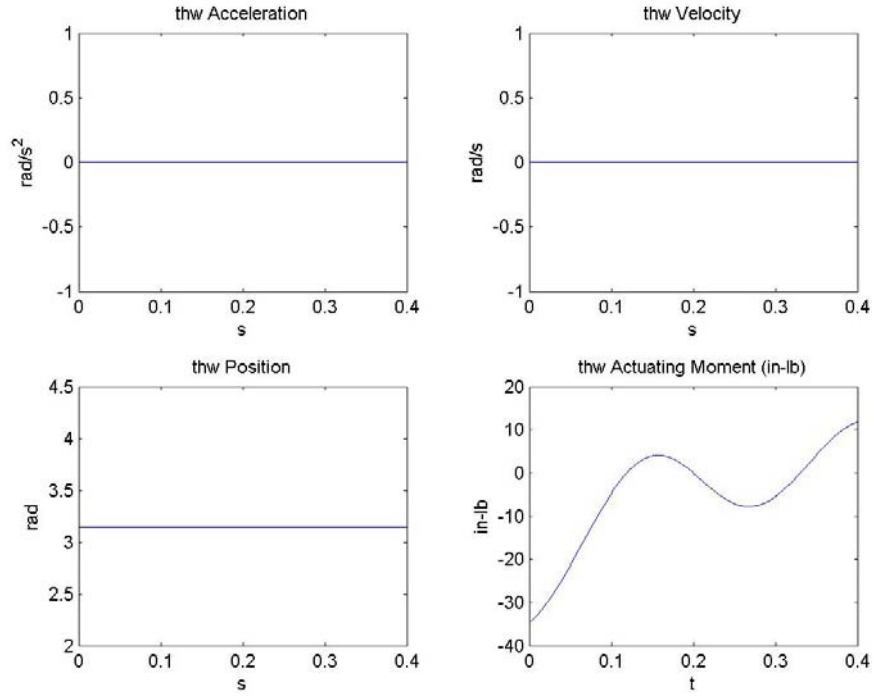 thw Acceleration
1
0.5
0
-0.5
-1
rad/s²
0 0.1 0.2 0.3 0.4
s
thw Velocity
1
0.5
0
-0.5
-1
rad/s
0 0.1 0.2 0.3 0.4
s
thw Position
4.5
4
3.5
3
2.5
2
rad
0 0.1 0.2 0.3 0.4
s
thw Actuating Moment (in-lb)
20
10
0
-10
-20
-30
-40
in-lb
0 0.1 0.2 0.3 0.4
t